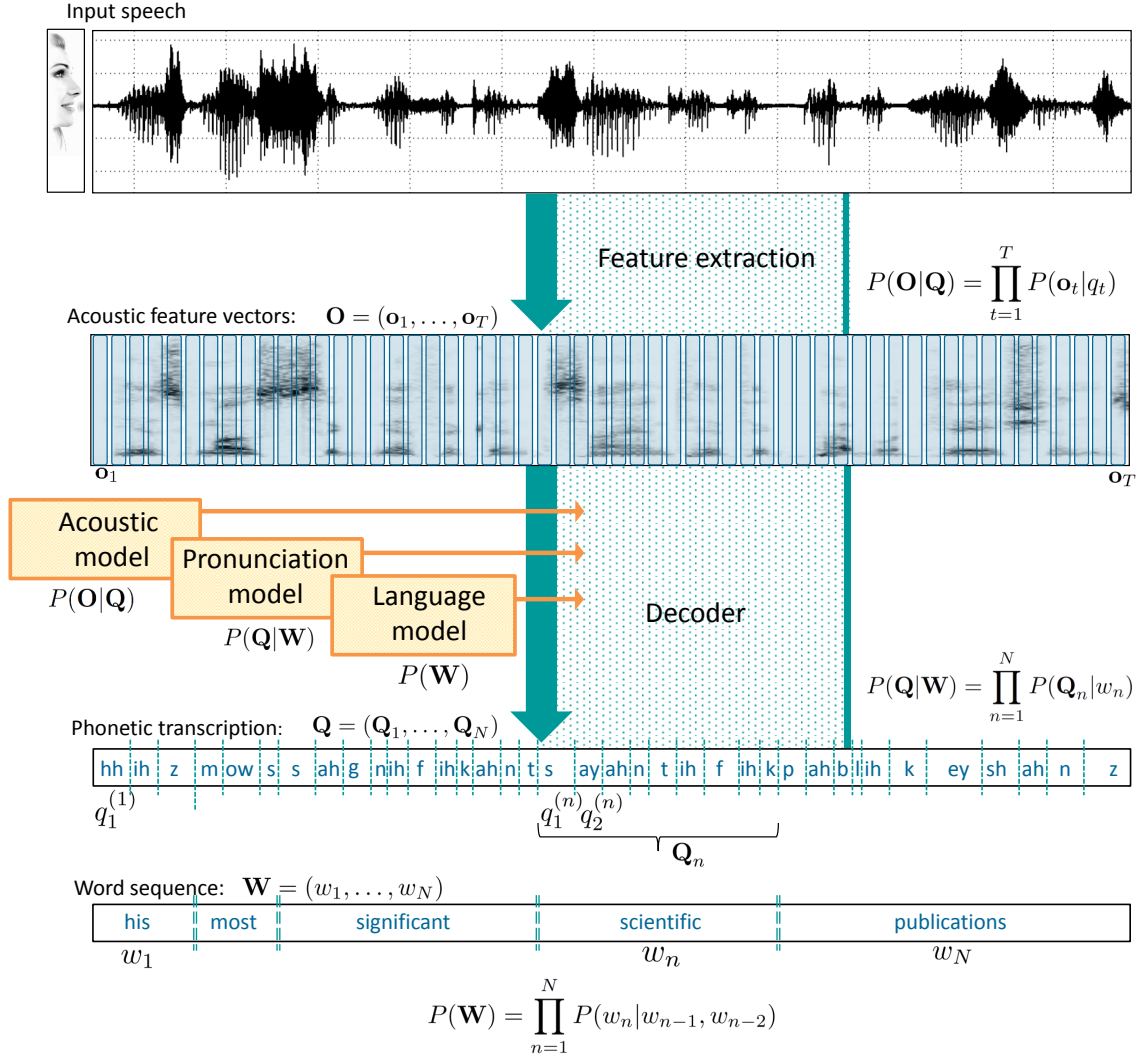 Input speech
Feature extraction
P(O|Q) = ∏_{t=1}^{T} P(o_t|q_t)
Acoustic feature vectors: O = (o_1, . . . , o_T)
o_1 o_T
Acoustic model
P(O|Q)
Pronunciation model
P(Q|W)
Language model
P(W)
Decoder
P(Q|W) = ∏_{n=1}^{N} P(Q_n|w_n)
Phonetic transcription: Q = (Q_1, . . . , Q_N)
hh ih z m ow s s ah g n ih f ih k ah n t s ay ah n t ih f ih k p ah b l ih k ey sh ah n z
q_1^{(1)} q_1^{(n)} q_2^{(n)}
Q_n
Word sequence: W = (w_1, . . . , w_N)
his most significant scientific publications
w_1 w_n w_N
P(W) = ∏_{n=1}^{N} P(w_n|w_{n-1}, w_{n-2})